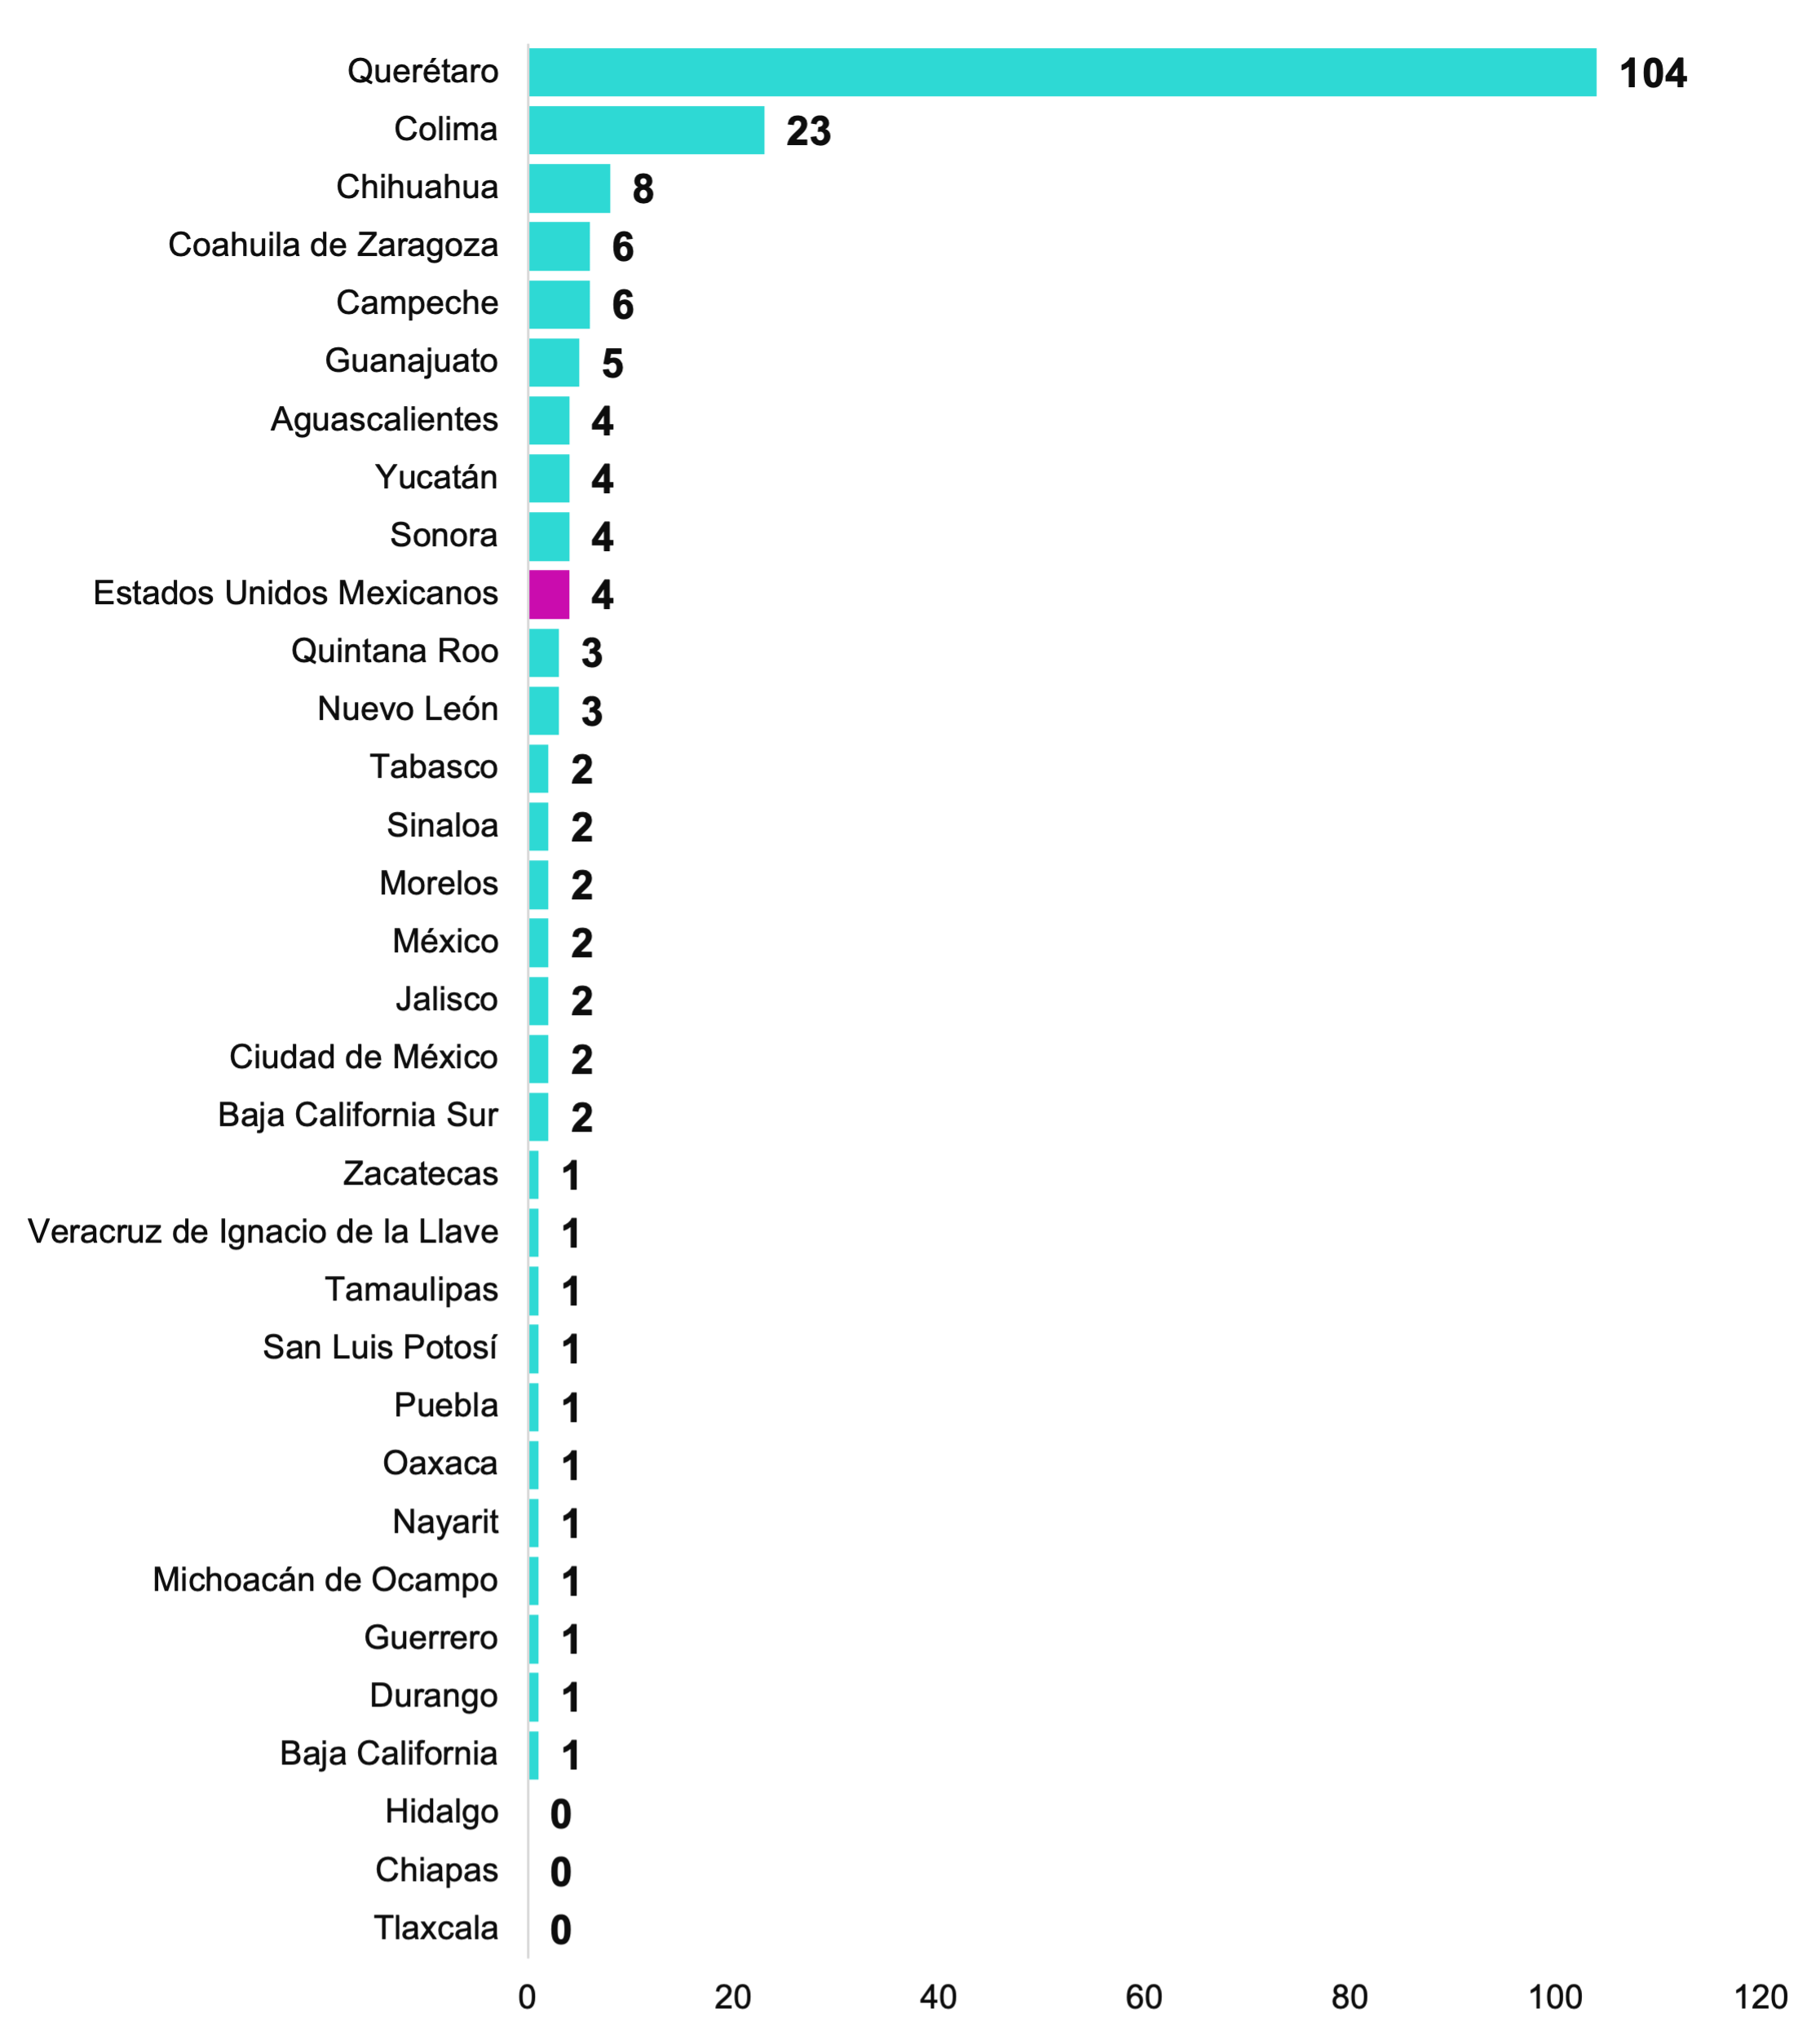 Querétaro 104
Colima 23
Chihuahua 8
Coahuila de Zaragoza 6
Campeche 6
Guanajuato 5
Aguascalientes 4
Yucatán 4
Sonora 4
Estados Unidos Mexicanos 4
Quintana Roo 3
Nuevo León 3
Tabasco 2
Sinaloa 2
Morelos 2
México 2
Jalisco 2
Ciudad de México 2
Baja California Sur 2
Zacatecas 1
Veracruz de Ignacio de la Llave 1
Tamaulipas 1
San Luis Potosí 1
Puebla 1
Oaxaca 1
Nayarit 1
Michoacán de Ocampo 1
Guerrero 1
Durango 1
Baja California 1
Hidalgo 0
Chiapas 0
Tlaxcala 0
0 20 40 60 80 100 120